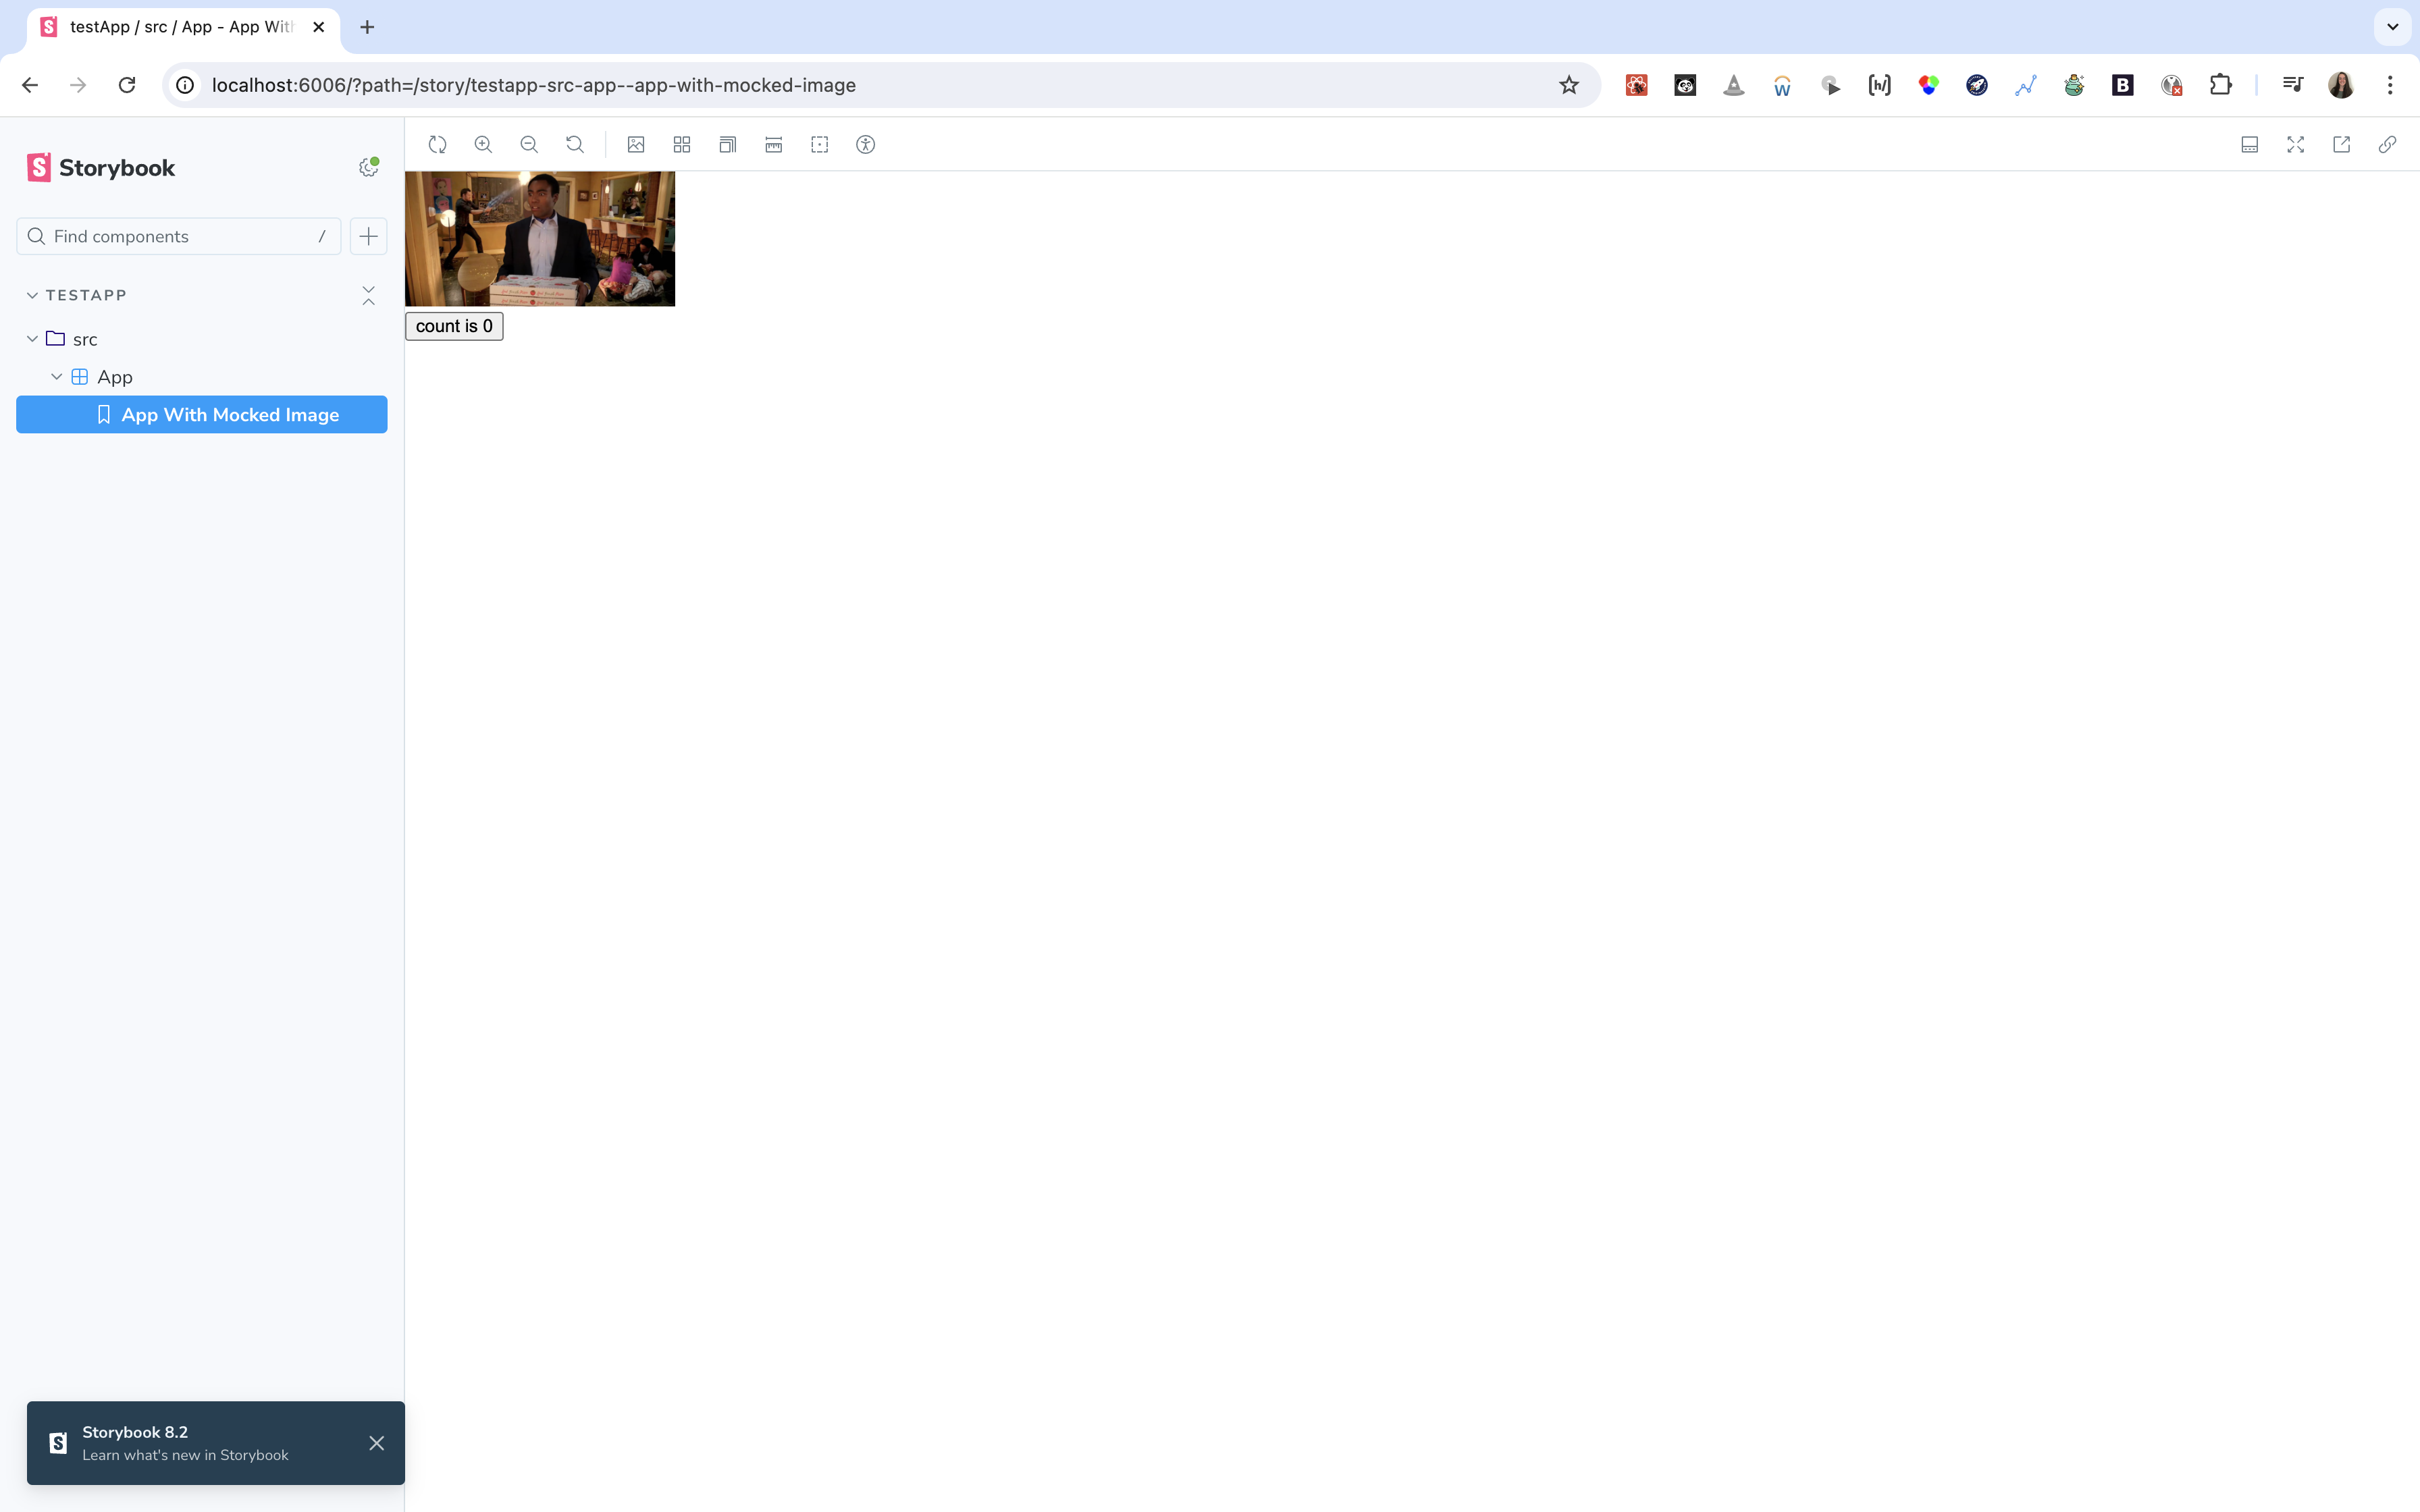 testApp / src / App - App With
localhost:6006/?path=/story/testapp-src-app--app-with-mocked-image
Storybook
Find components
/
TESTAPP
src
App
App With Mocked Image
count is 0
Storybook 8.2
Learn what's new in Storybook